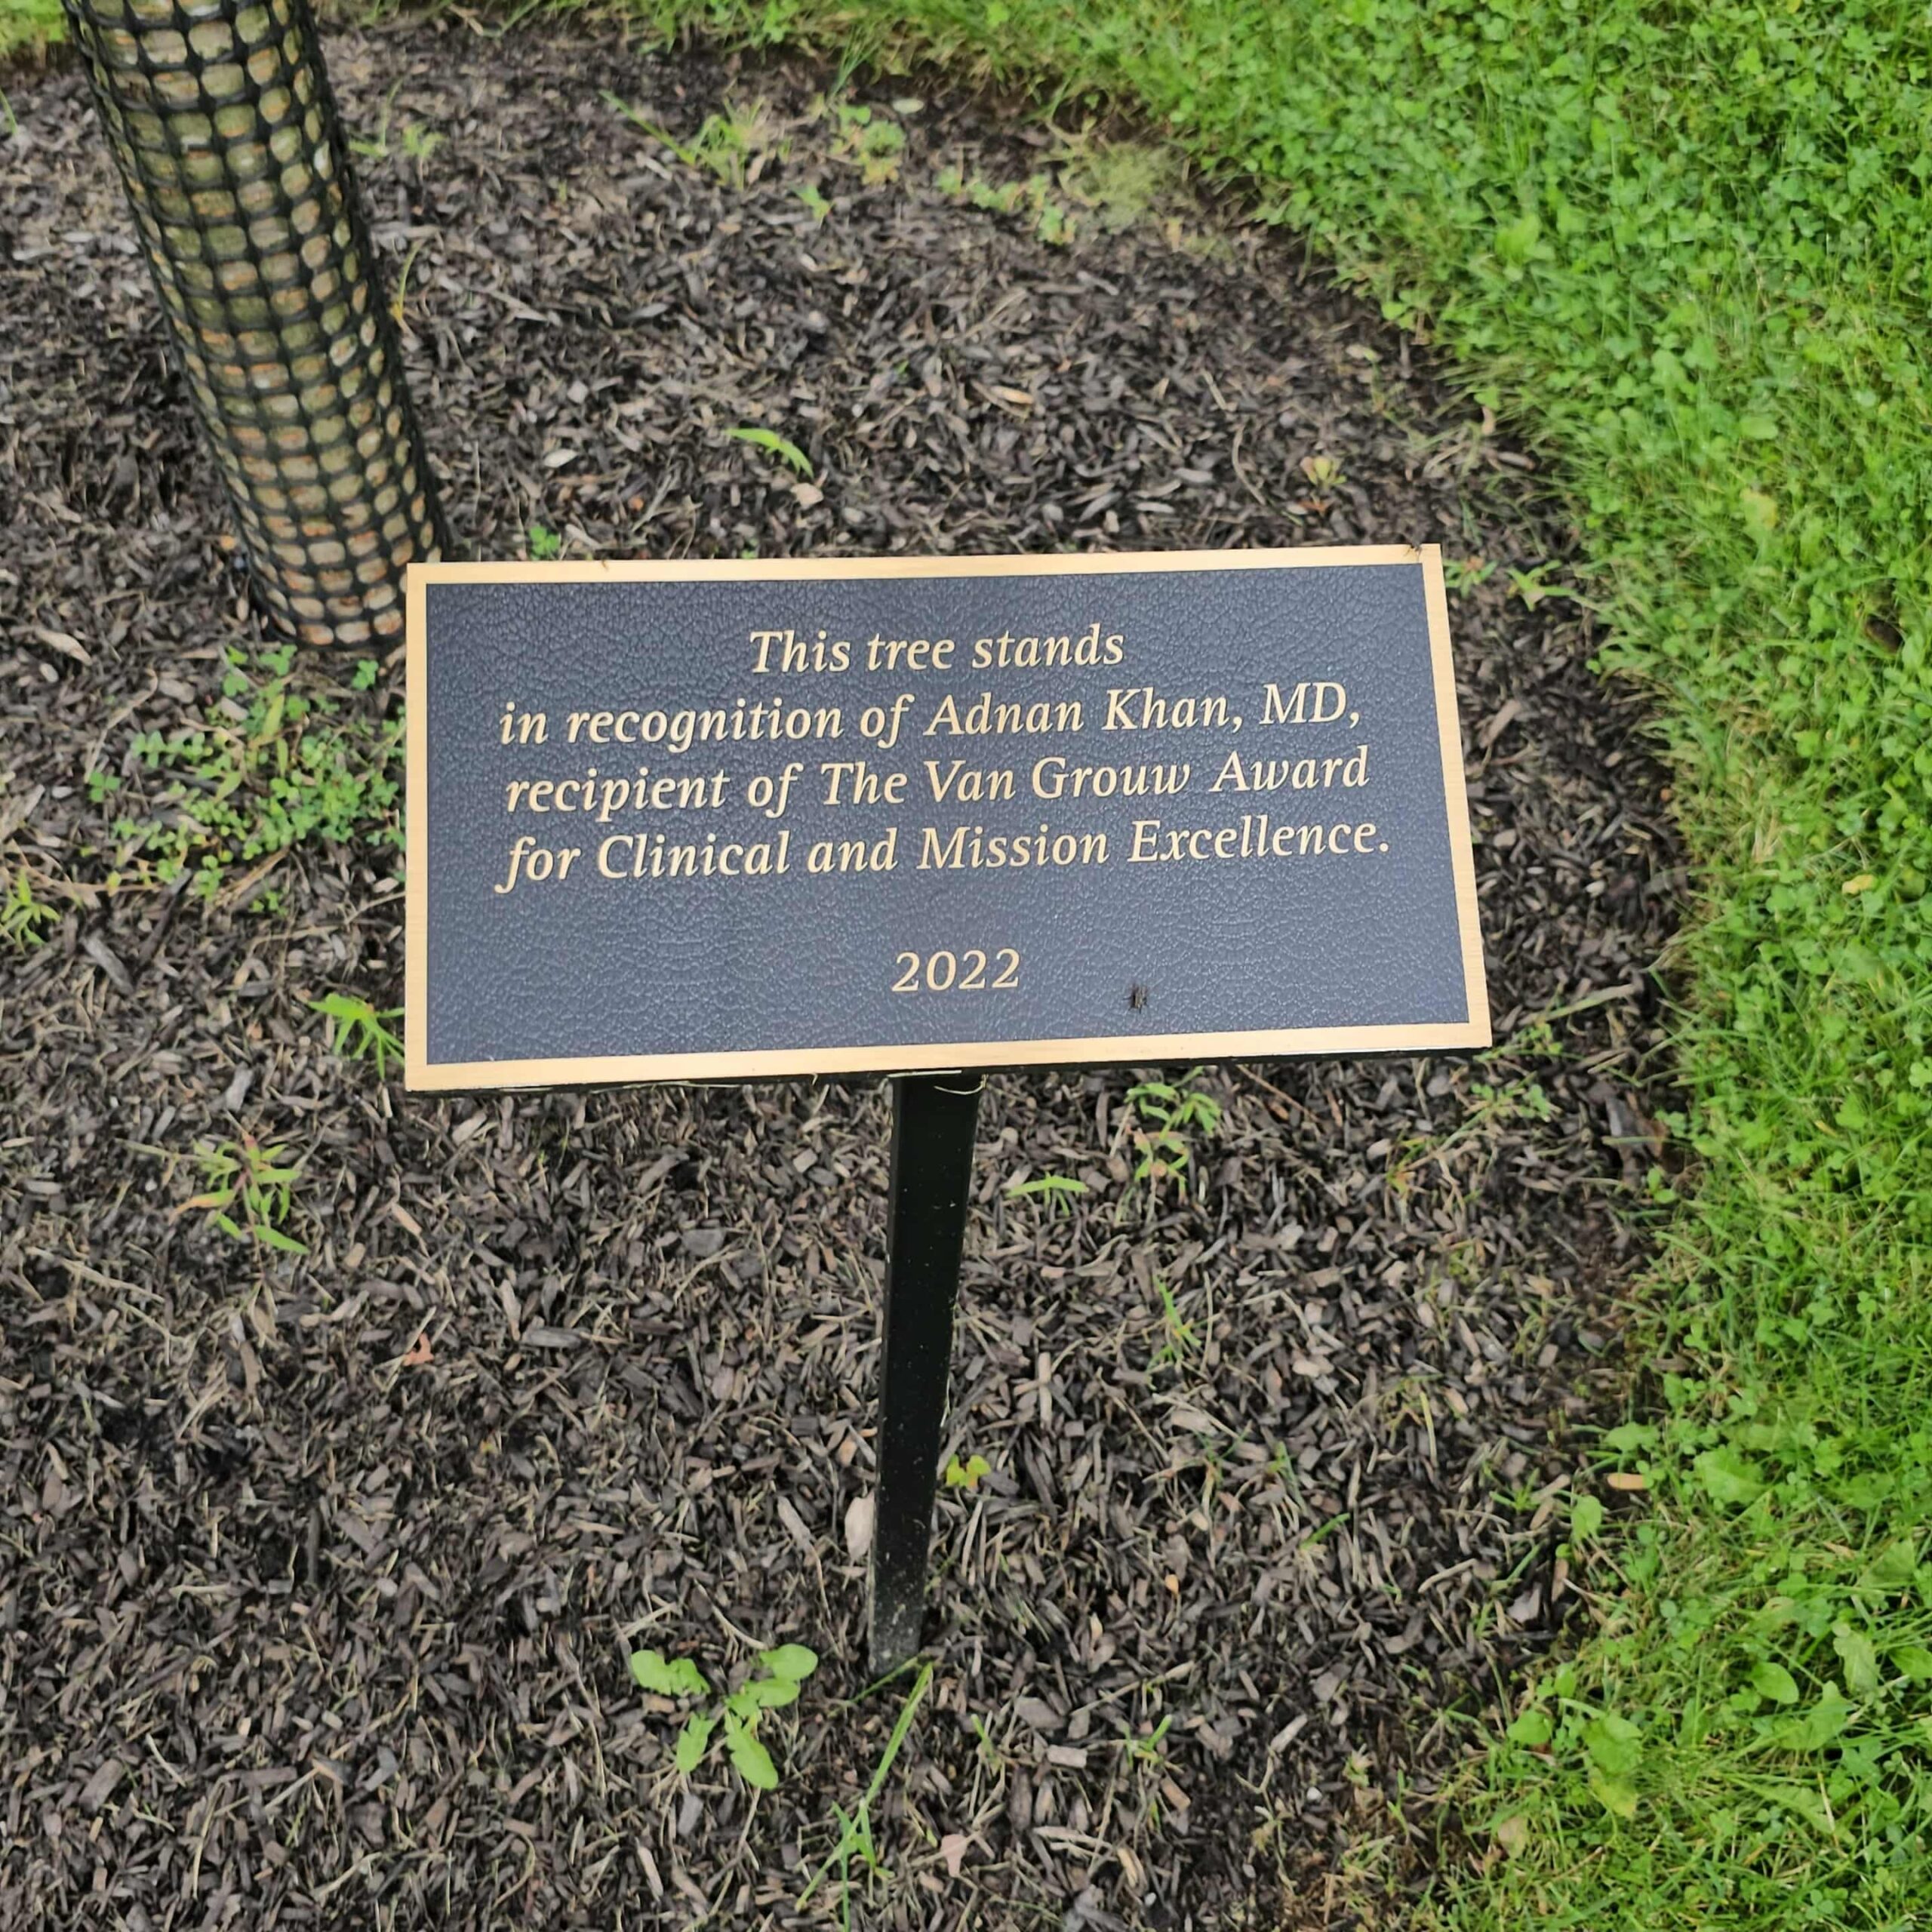 This tree stands
in recognition of Adnan Khan, MD,
recipient of The Van Grouw Award
for Clinical and Mission Excellence.
2022